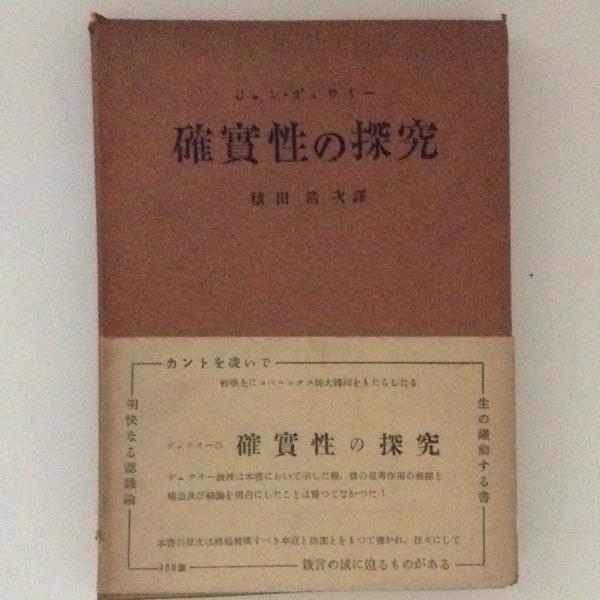 ジョン・デュウイー
確實性の探究
植田清次譯
カントを凌いで
哲學上にコペルニクス的大轉回をもたらしたる
デュウイーの
確實性の探究
デュウイー教授は本書において示した程、彼の思考作用の根據と
構造及び結論を明白にしたことは嘗つてなかつた！
本書の原文は終始驚嘆すべき卒直と簡潔とをもつて書かれ、往々にして
箴言の域に迫るものがある
生の躍動する書
明快なる認識論